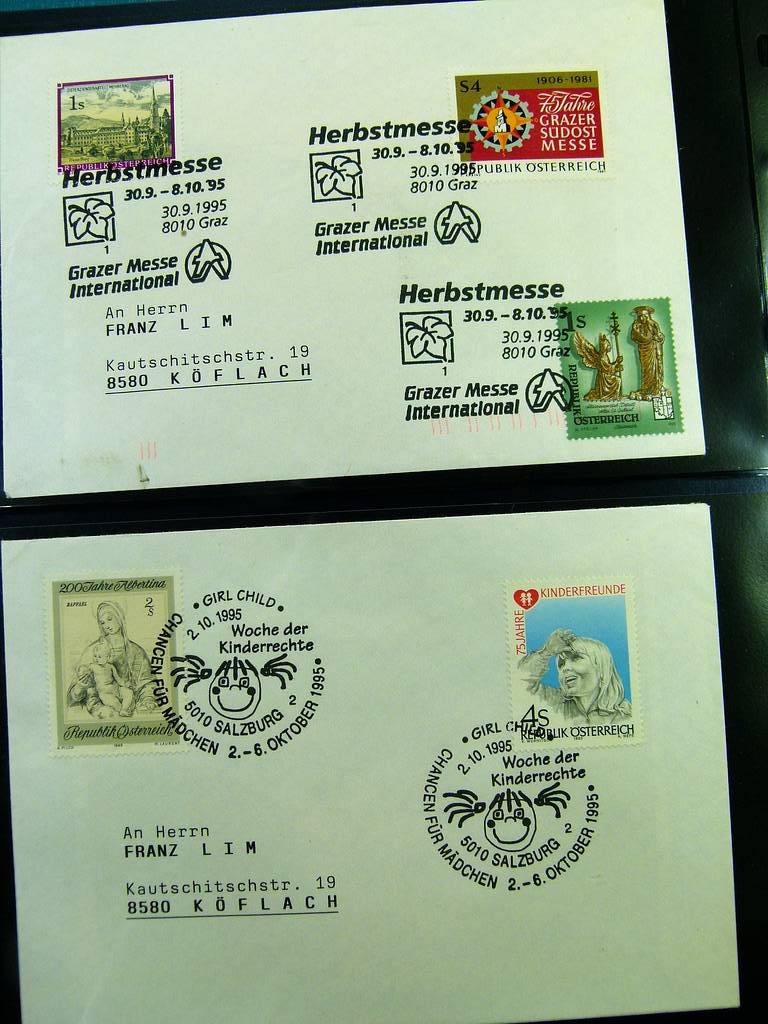 1s
REPUBLIK ÖSTERREICH
Herbstmesse
30.9. – 8.10.'95
30.9.1995
8010 Graz
1
Grazer Messe
International
Herbstmesse
30.9. – 8.10.'95
30.9.1995
8010 Graz
1
Grazer Messe
International
S4
1906-1981
75 Jahre
GRAZER
SÜDOST
MESSE
REPUBLIK ÖSTERREICH
An Herrn
FRANZ L I M
Kautschitschstr. 19
8580 K Ö F L A C H
Herbstmesse
30.9. – 8.10.'95
30.9.1995
8010 Graz
1
Grazer Messe
International
1s
REPUBLIK
ÖSTERREICH
200 Jahre Albertina
RAFFAEL
2s
Republik Österreich
• GIRL CHILD •
2.10.1995
Woche der
Kinderrechte
5010 SALZBURG 2
CHANCEN FÜR MÄDCHEN 2.–6. OKTOBER 1995 •
75 JAHRE
KINDERFREUNDE
4s
REPUBLIK ÖSTERREICH
• GIRL CHILD •
2.10.1995
Woche der
Kinderrechte
5010 SALZBURG 2
CHANCEN FÜR MÄDCHEN 2.–6. OKTOBER 1995 •
An Herrn
FRANZ L I M
Kautschitschstr. 19
8580 K Ö F L A C H